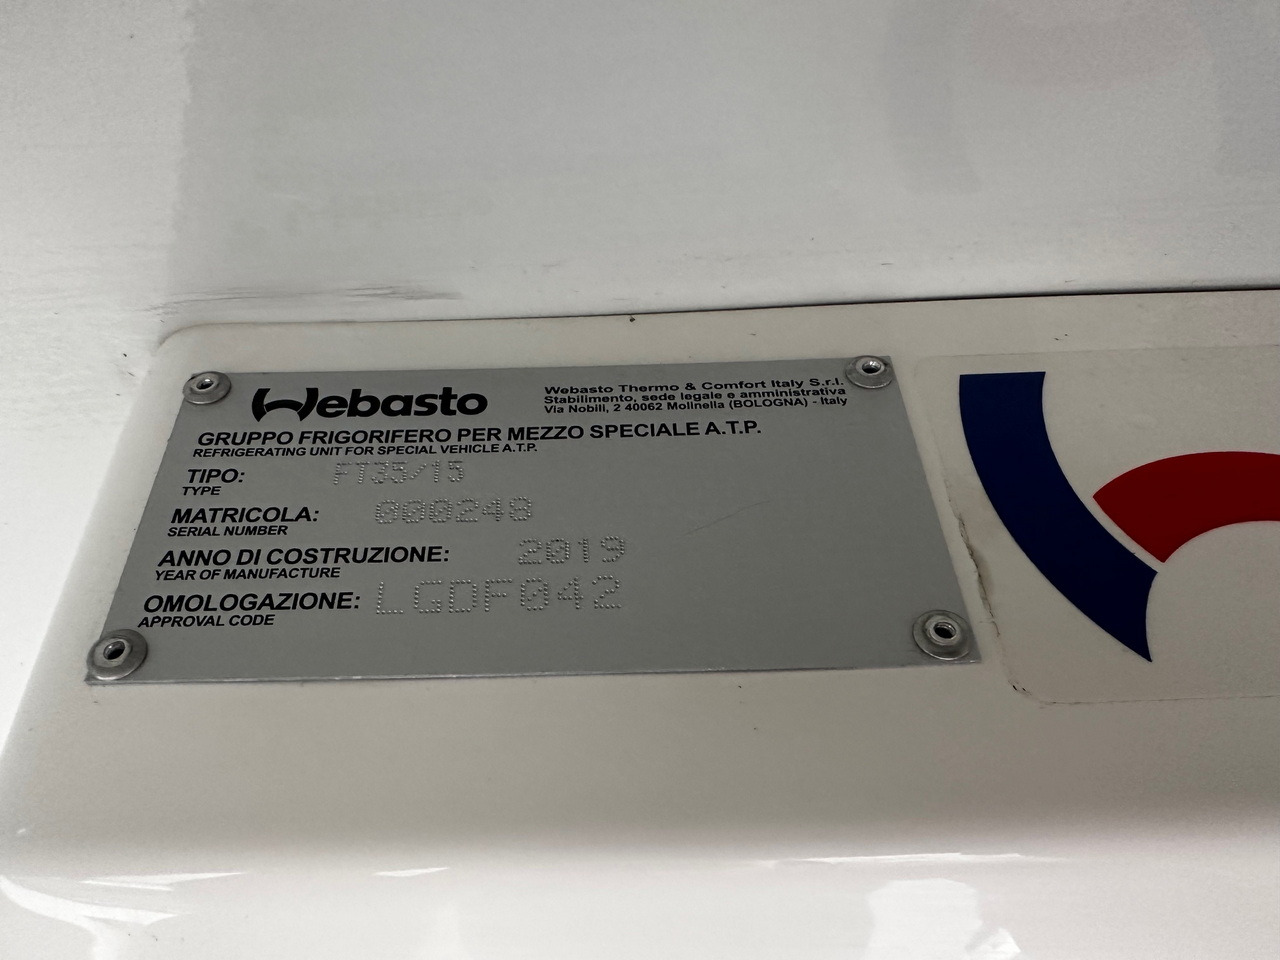 Webasto
Webasto Thermo & Comfort Italy S.r.l.
Stabilimento, sede legale e amministrativa
Via Nobili, 2 40062 Molinella (BOLOGNA) - Italy
GRUPPO FRIGORIFERO PER MEZZO SPECIALE A.T.P.
REFRIGERATING UNIT FOR SPECIAL VEHICLE A.T.P.
TIPO: FT35/15
TYPE
MATRICOLA: 000248
SERIAL NUMBER
ANNO DI COSTRUZIONE: 2019
YEAR OF MANUFACTURE
OMOLOGAZIONE: LGDF042
APPROVAL CODE